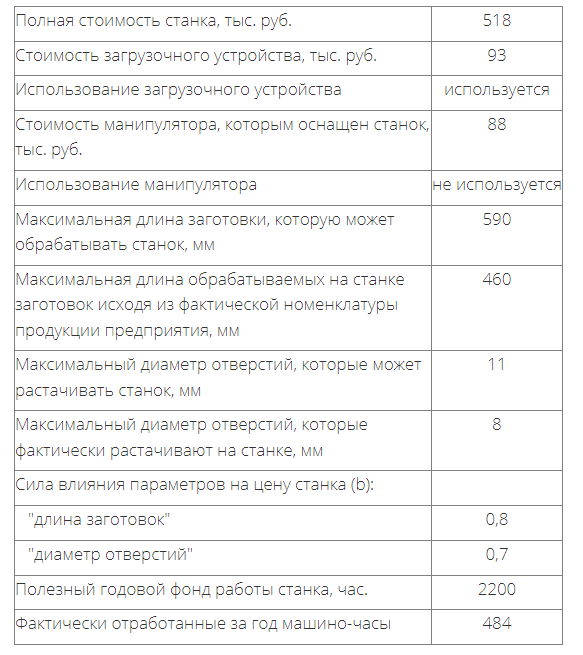 Полная стоимость станка, тыс. руб. 518
Стоимость загрузочного устройства, тыс. руб. 93
Использование загрузочного устройства используется
Стоимость манипулятора, которым оснащен станок, 88
тыс. руб.
Использование манипулятора не используется
Максимальная длина заготовки, которую может 590
обрабатывать станок, мм
Максимальная длина обрабатываемых на станке 460
заготовок исходя из фактической номенклатуры
продукции предприятия, мм
Максимальный диаметр отверстий, которые может 11
растачивать станок, мм
Максимальный диаметр отверстий, которые 8
фактически растачивают на станке, мм
Сила влияния параметров на цену станка (b):
"длина заготовок" 0,8
"диаметр отверстий" 0,7
Полезный годовой фонд работы станка, час. 2200
Фактически отработанные за год машино-часы 484